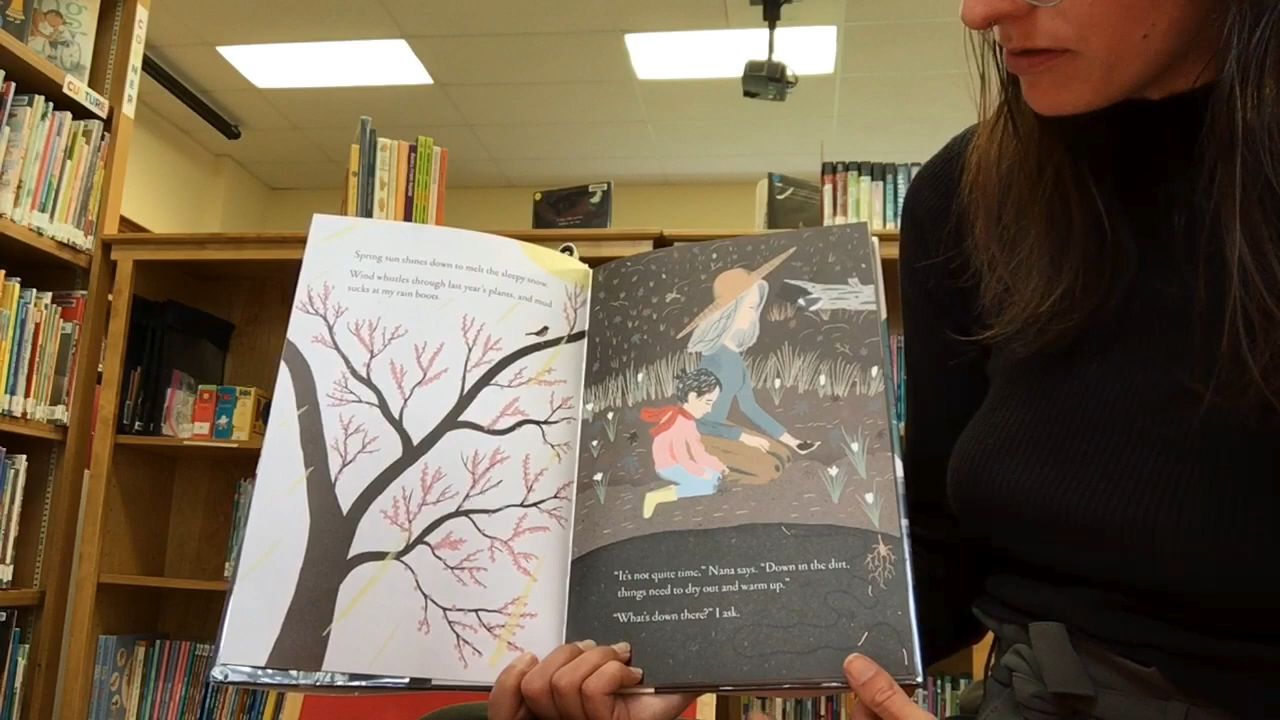 CORNER
CULTURE
Spring sun shines down to melt the sleepy snow.
Wind whistles through last year's plants, and mud
sucks at my rain boots.
"It's not quite time," Nana says. "Down in the dirt,
things need to dry out and warm up."
"What's down there?" I ask.